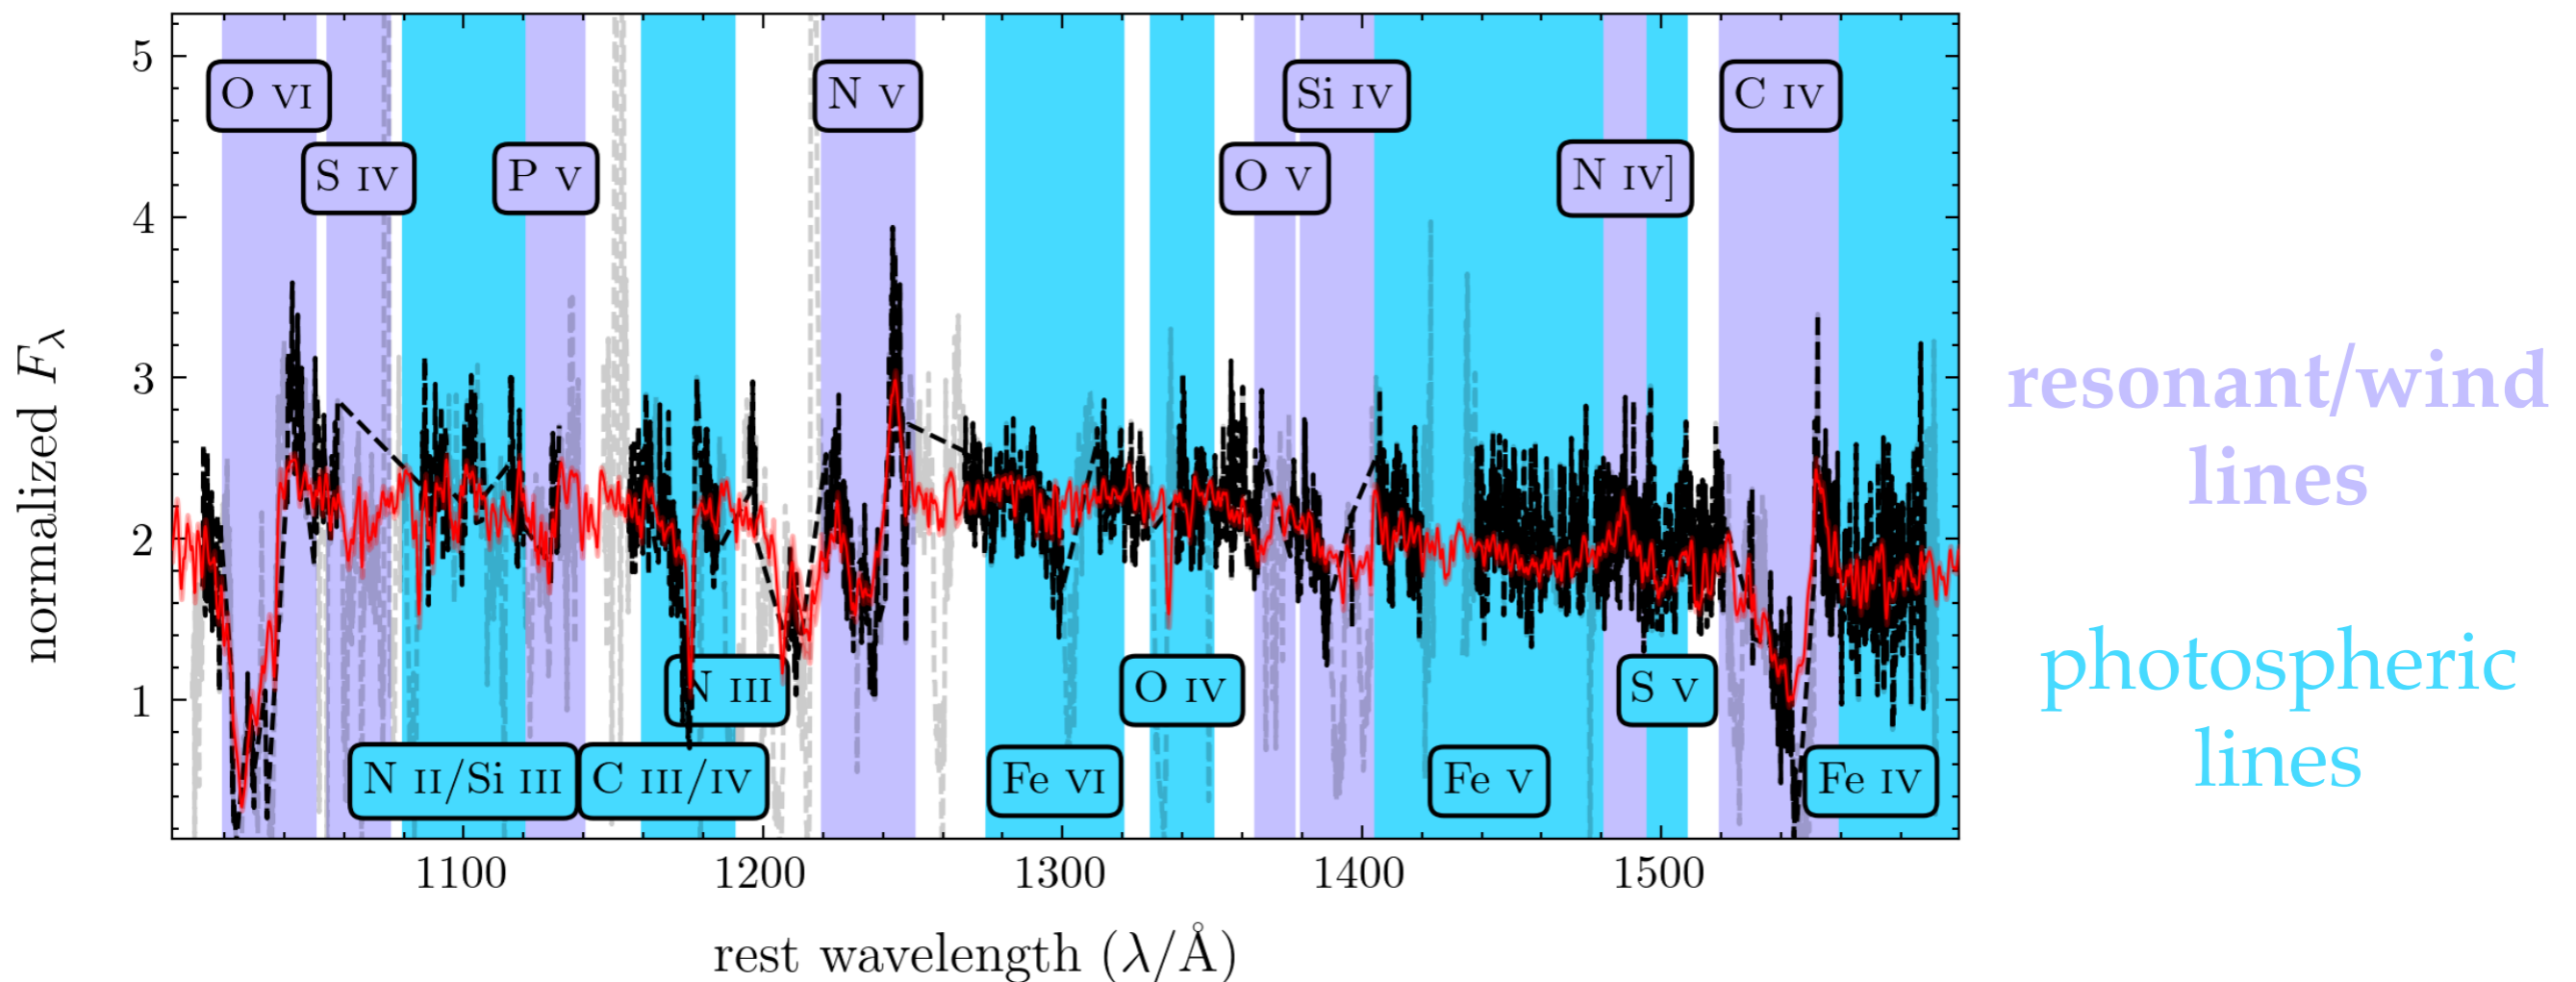 5
4
3
2
1
normalized Fλ
O VI
N V
Si IV
C IV
S IV
P V
O V
N IV]
N III
O IV
S V
N II/Si III
C III/IV
Fe VI
Fe V
Fe IV
1100
1200
1300
1400
1500
rest wavelength (λ/Å)
resonant/wind
lines
photospheric
lines